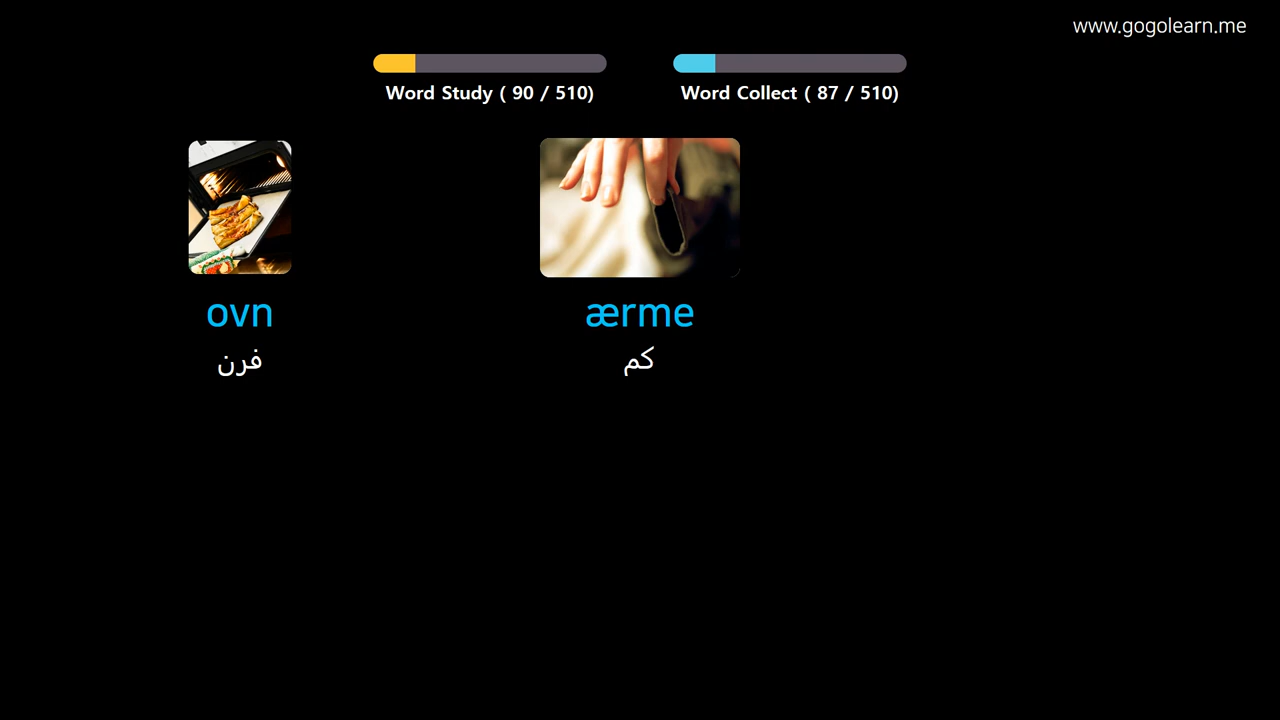 www.gogolearn.me
Word Study ( 90 / 510)
Word Collect ( 87 / 510)
ovn
ærme
فرن
كم